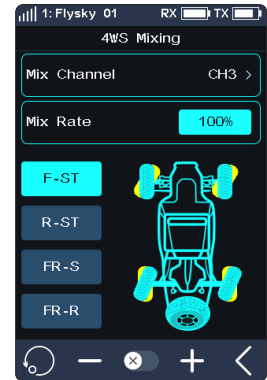 1: Flysky 01 RX TX
4WS Mixing
Mix Channel CH3 >
Mix Rate 100%
F-ST
R-ST
FR-S
FR-R